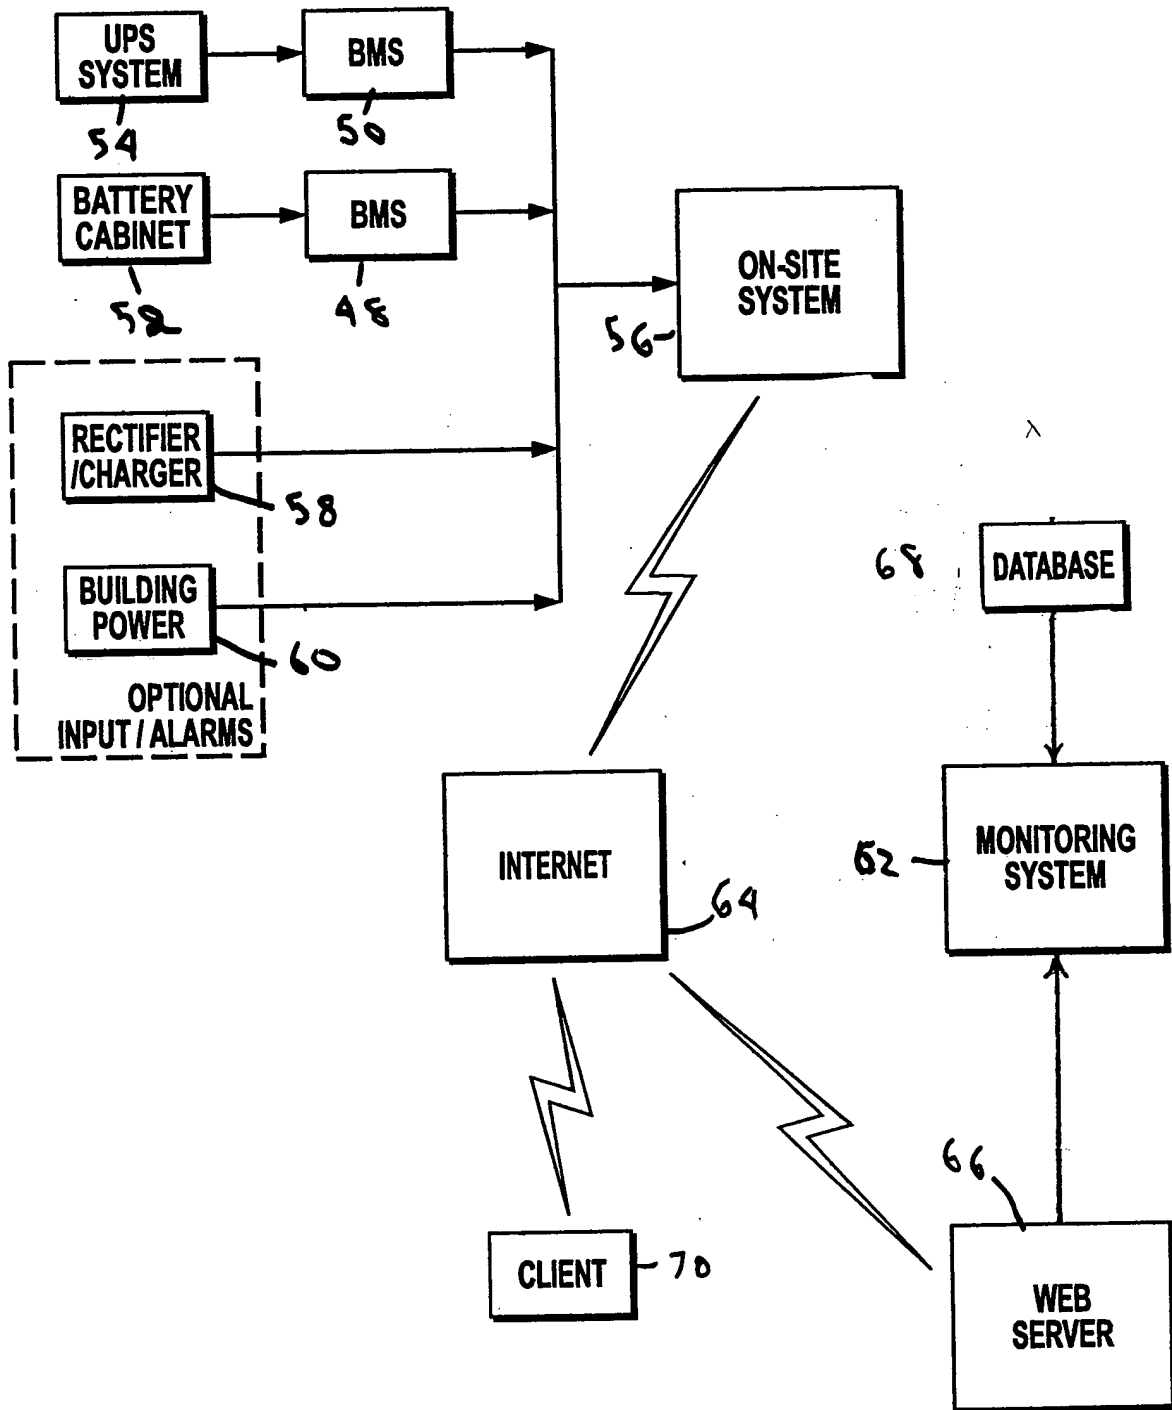 UPS
SYSTEM
54
BMS
50
BATTERY
CABINET
52
BMS
48
ON-SITE
SYSTEM
56
RECTIFIER
/CHARGER
58
BUILDING
POWER
60
OPTIONAL
INPUT / ALARMS
68
DATABASE
INTERNET
64
62
MONITORING
SYSTEM
CLIENT
70
66
WEB
SERVER